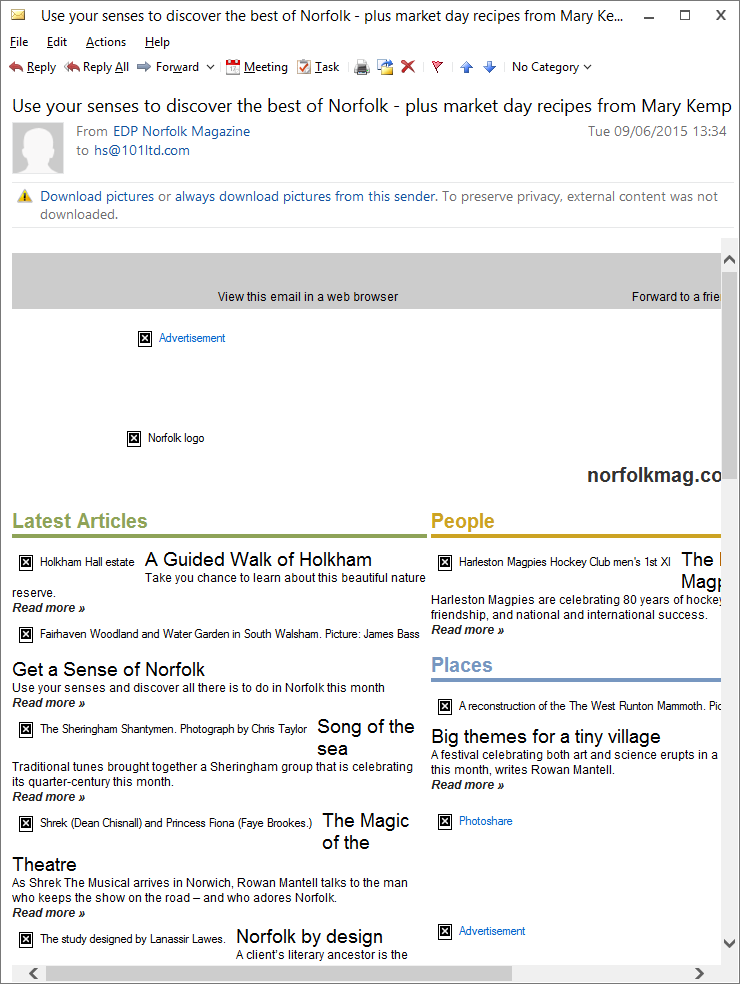 Use your senses to discover the best of Norfolk - plus market day recipes from Mary Ke...
File Edit Actions Help
Reply Reply All Forward Meeting Task No Category
Use your senses to discover the best of Norfolk - plus market day recipes from Mary Kemp
From EDP Norfolk Magazine Tue 09/06/2015 13:34
to hs@101ltd.com
Download pictures or always download pictures from this sender. To preserve privacy, external content was not
downloaded.
View this email in a web browser Forward to a frie
Advertisement
Norfolk logo
norfolkmag.co
Latest Articles
Holkham Hall estate A Guided Walk of Holkham
Take you chance to learn about this beautiful nature
reserve.
Read more »
Fairhaven Woodland and Water Garden in South Walsham. Picture: James Bass
Get a Sense of Norfolk
Use your senses and discover all there is to do in Norfolk this month
Read more »
The Sheringham Shantymen. Photograph by Chris Taylor Song of the
sea
Traditional tunes brought together a Sheringham group that is celebrating
its quarter-century this month.
Read more »
Shrek (Dean Chisnall) and Princess Fiona (Faye Brookes.) The Magic
of the
Theatre
As Shrek The Musical arrives in Norwich, Rowan Mantell talks to the man
who keeps the show on the road – and who adores Norfolk.
Read more »
The study designed by Lanassir Lawes. Norfolk by design
A client's literary ancestor is the
People
Harleston Magpies Hockey Club men's 1st XI The
Magp
Harleston Magpies are celebrating 80 years of hockey
friendship, and national and international success.
Read more »
Places
A reconstruction of the The West Runton Mammoth. Pic
Big themes for a tiny village
A festival celebrating both art and science erupts in a
this month, writes Rowan Mantell.
Read more »
Photoshare
Advertisement